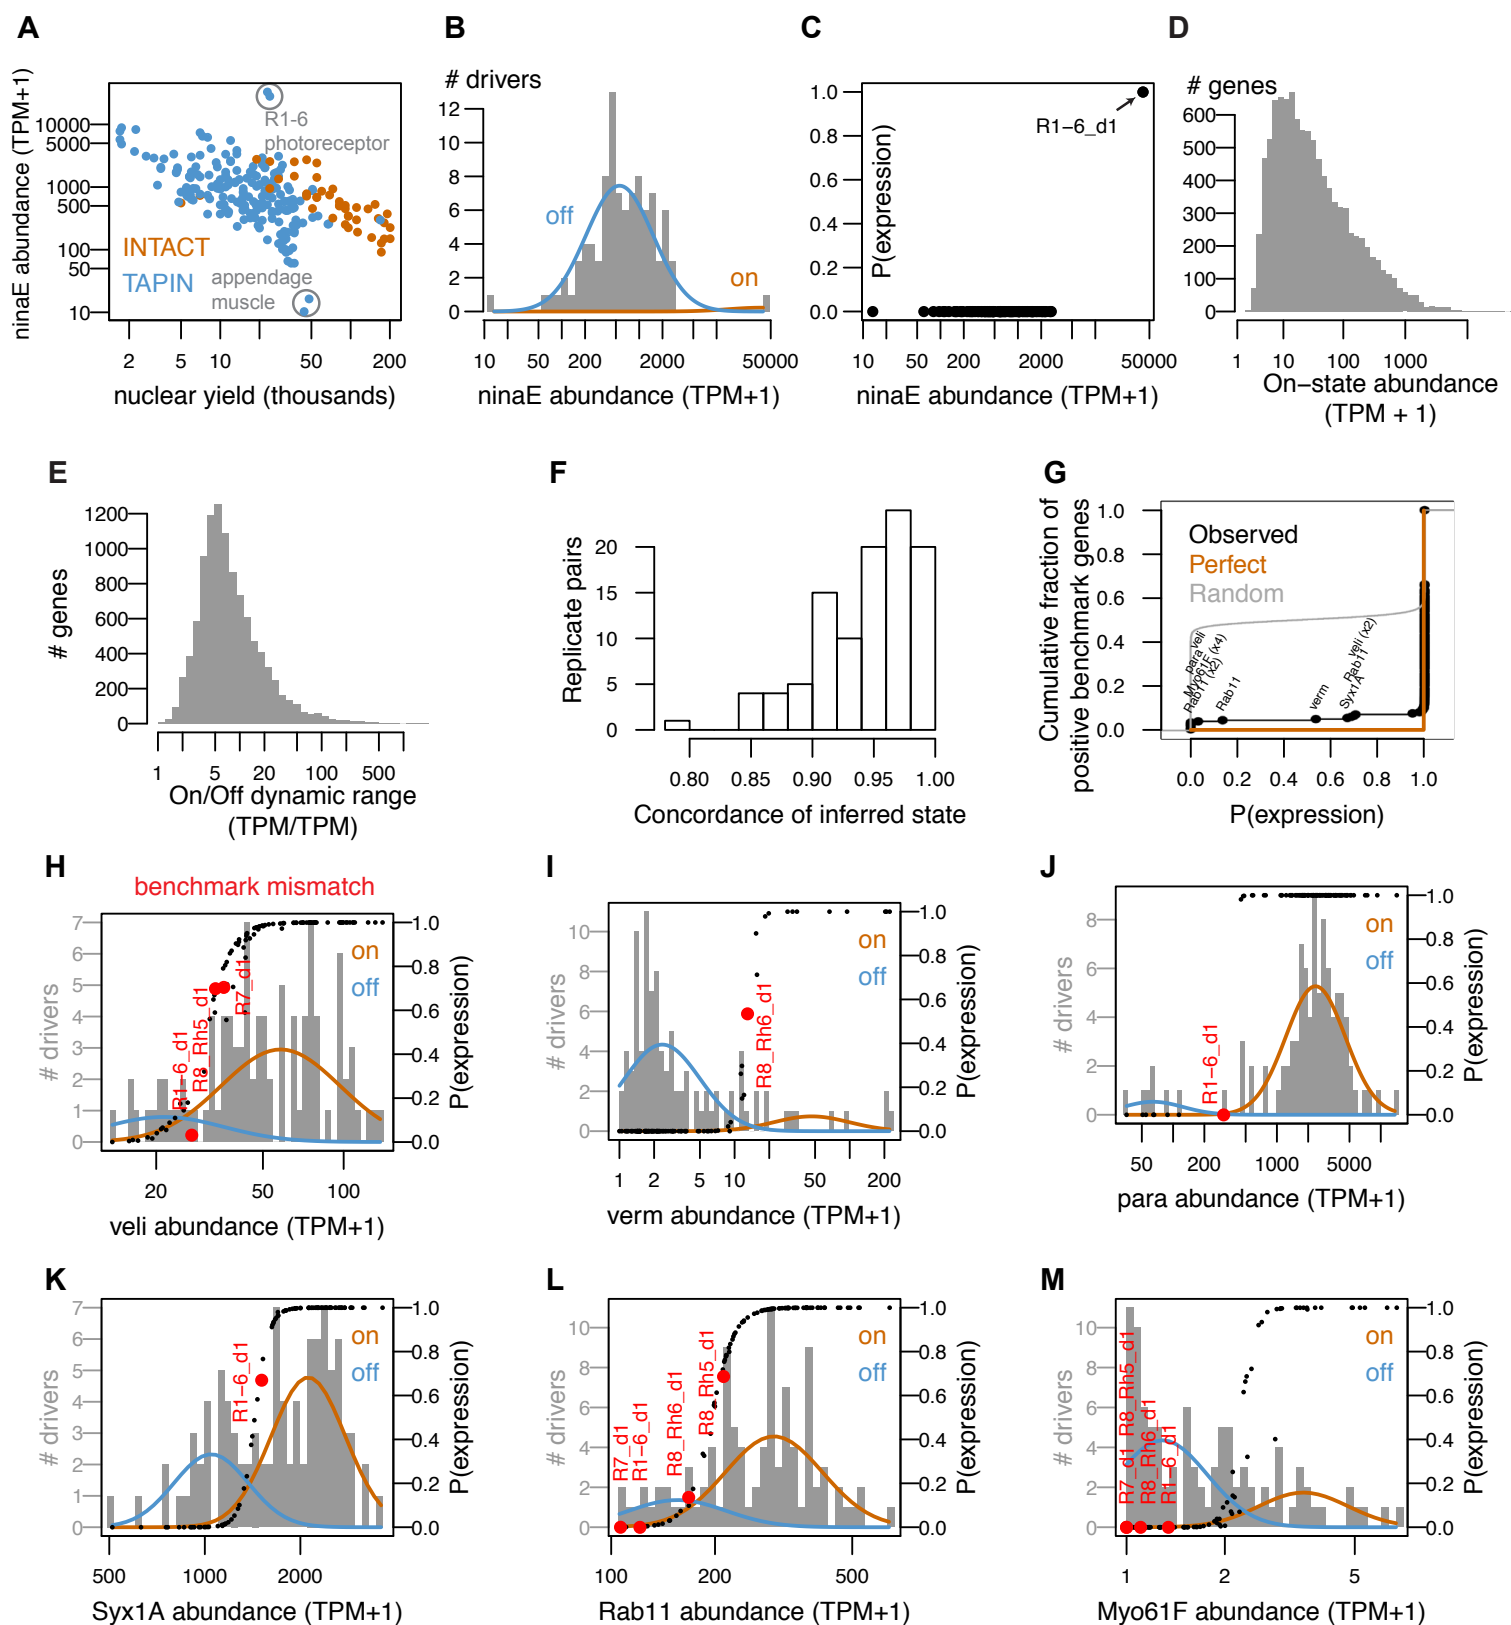 A
ninaE abundance (TPM+1)
10000
5000
1000
500
100
50
10
R1-6
photoreceptor
INTACT
TAPIN
appendage
muscle
2 5 10 50 200
nuclear yield (thousands)
B
# drivers
12
10
8
6
4
2
0
off
on
10 50 200 2000 50000
ninaE abundance (TPM+1)
C
P(expression)
1.0
0.8
0.6
0.4
0.2
0.0
R1−6_d1
10 50 200 2000 50000
ninaE abundance (TPM+1)
D
# genes
600
500
400
300
200
100
0
1 10 100 1000
On−state abundance
(TPM + 1)
E
# genes
1200
1000
800
600
400
200
0
1 5 20 100 500
On/Off dynamic range
(TPM/TPM)
F
Replicate pairs
20
15
10
5
0
0.80 0.85 0.90 0.95 1.00
Concordance of inferred state
G
Cumulative fraction of
positive benchmark genes
1.0
0.8
0.6
0.4
0.2
0.0
Observed
Perfect
Random
para veli
Myo61F (x4)
Rab11 (x2)
Rab11
verm
Syx1A
Rab11
veli (x2)
0.0 0.2 0.4 0.6 0.8 1.0
P(expression)
H
benchmark mismatch
# drivers
7
6
5
4
3
2
1
0
on
off
R1−6_d1
R8_Rh5_d1
R7_d1
1.0
0.8
0.6
0.4
0.2
0.0
P(expression)
20 50 100
veli abundance (TPM+1)
I
# drivers
10
8
6
4
2
0
on
off
R8_Rh6_d1
1.0
0.8
0.6
0.4
0.2
0.0
P(expression)
1 2 5 10 50 200
verm abundance (TPM+1)
J
# drivers
8
6
4
2
0
on
off
R1−6_d1
1.0
0.8
0.6
0.4
0.2
0.0
P(expression)
50 200 1000 5000
para abundance (TPM+1)
K
# drivers
7
6
5
4
3
2
1
0
on
off
R1−6_d1
1.0
0.8
0.6
0.4
0.2
0.0
P(expression)
500 1000 2000
Syx1A abundance (TPM+1)
L
# drivers
10
8
6
4
2
0
on
off
R7_d1
R1−6_d1
R8_Rh6_d1
R8_Rh5_d1
1.0
0.8
0.6
0.4
0.2
0.0
P(expression)
100 200 500
Rab11 abundance (TPM+1)
M
# drivers
10
8
6
4
2
0
on
off
R7_d1 R8_Rh5_d1
R8_Rh6_d1
R1−6_d1
1.0
0.8
0.6
0.4
0.2
0.0
P(expression)
1 2 5
Myo61F abundance (TPM+1)